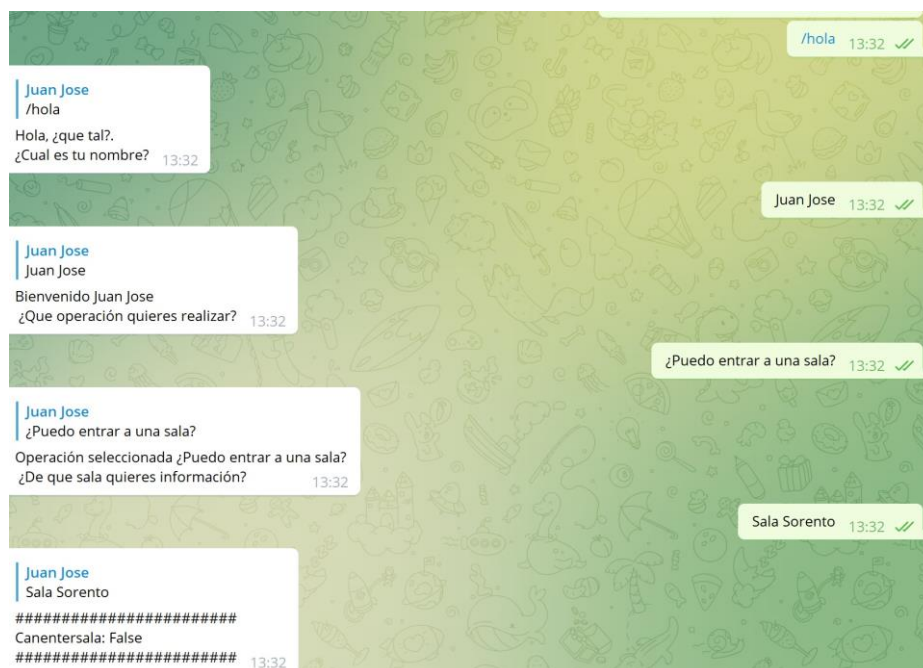 /hola 13:32
Juan Jose
/hola
Hola, ¿que tal?.
¿Cual es tu nombre? 13:32
Juan Jose 13:32
Juan Jose
Juan Jose
Bienvenido Juan Jose
¿Que operación quieres realizar? 13:32
¿Puedo entrar a una sala? 13:32
Juan Jose
¿Puedo entrar a una sala?
Operación seleccionada ¿Puedo entrar a una sala?
¿De que sala quieres información? 13:32
Sala Sorento 13:32
Juan Jose
Sala Sorento
########################
Canentersala: False
######################## 13:32